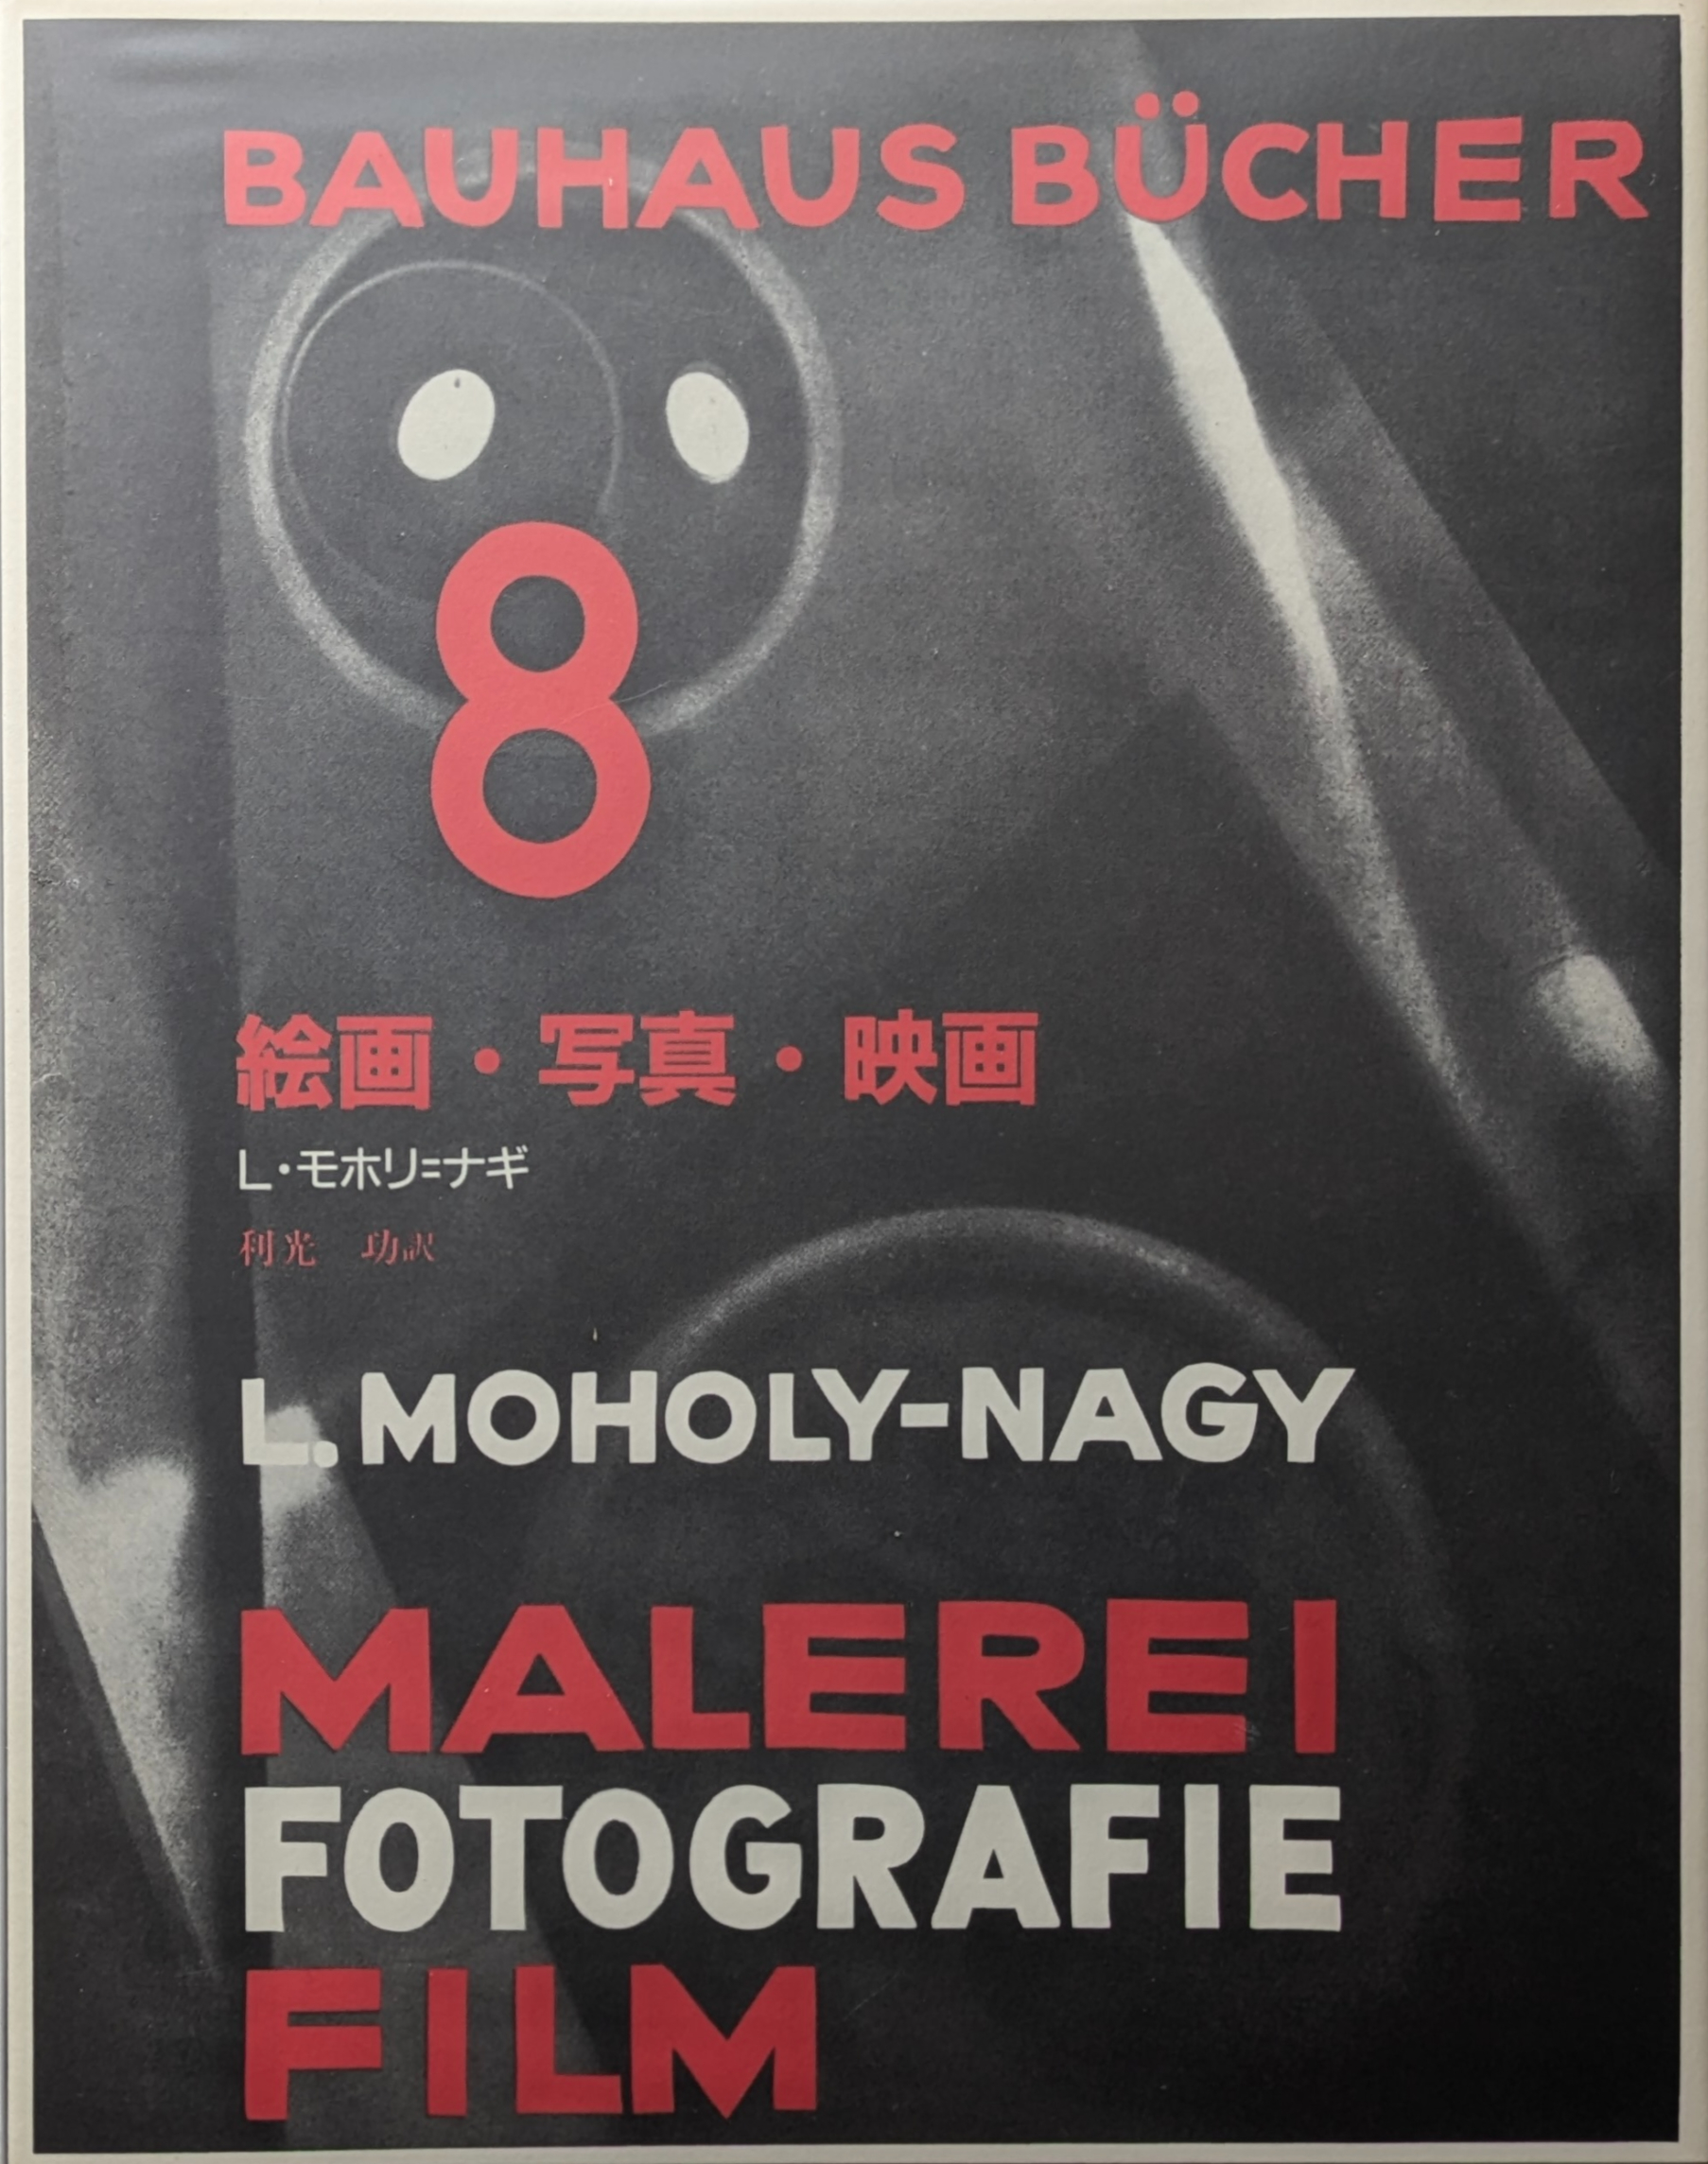 BAUHAUS BÜCHER
8
絵画・写真・映画
L・モホリ=ナギ
利光 功訳
L. MOHOLY-NAGY
MALEREI
FOTOGRAFIE
FILM